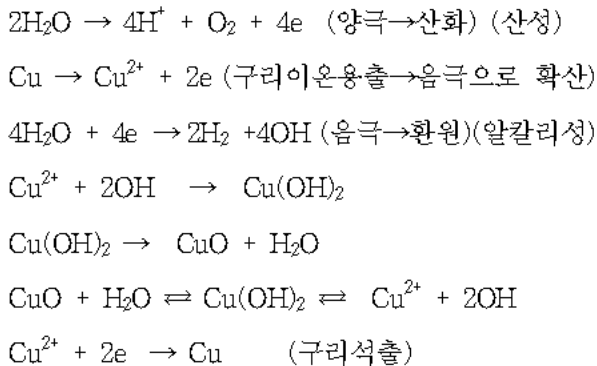 2H₂O → 4H⁺ + O₂ + 4e (양극→산화) (산성)
Cu → Cu²⁺ + 2e (구리이온용출→음극으로 확산)
4H₂O + 4e →2H₂ +4OH (음극→환원)(알칼리성)
Cu²⁺ + 2OH → Cu(OH)₂
Cu(OH)₂ → CuO + H₂O
CuO + H₂O ⇌ Cu(OH)₂ ⇌ Cu²⁺ + 2OH
Cu²⁺ + 2e → Cu (구리석출)